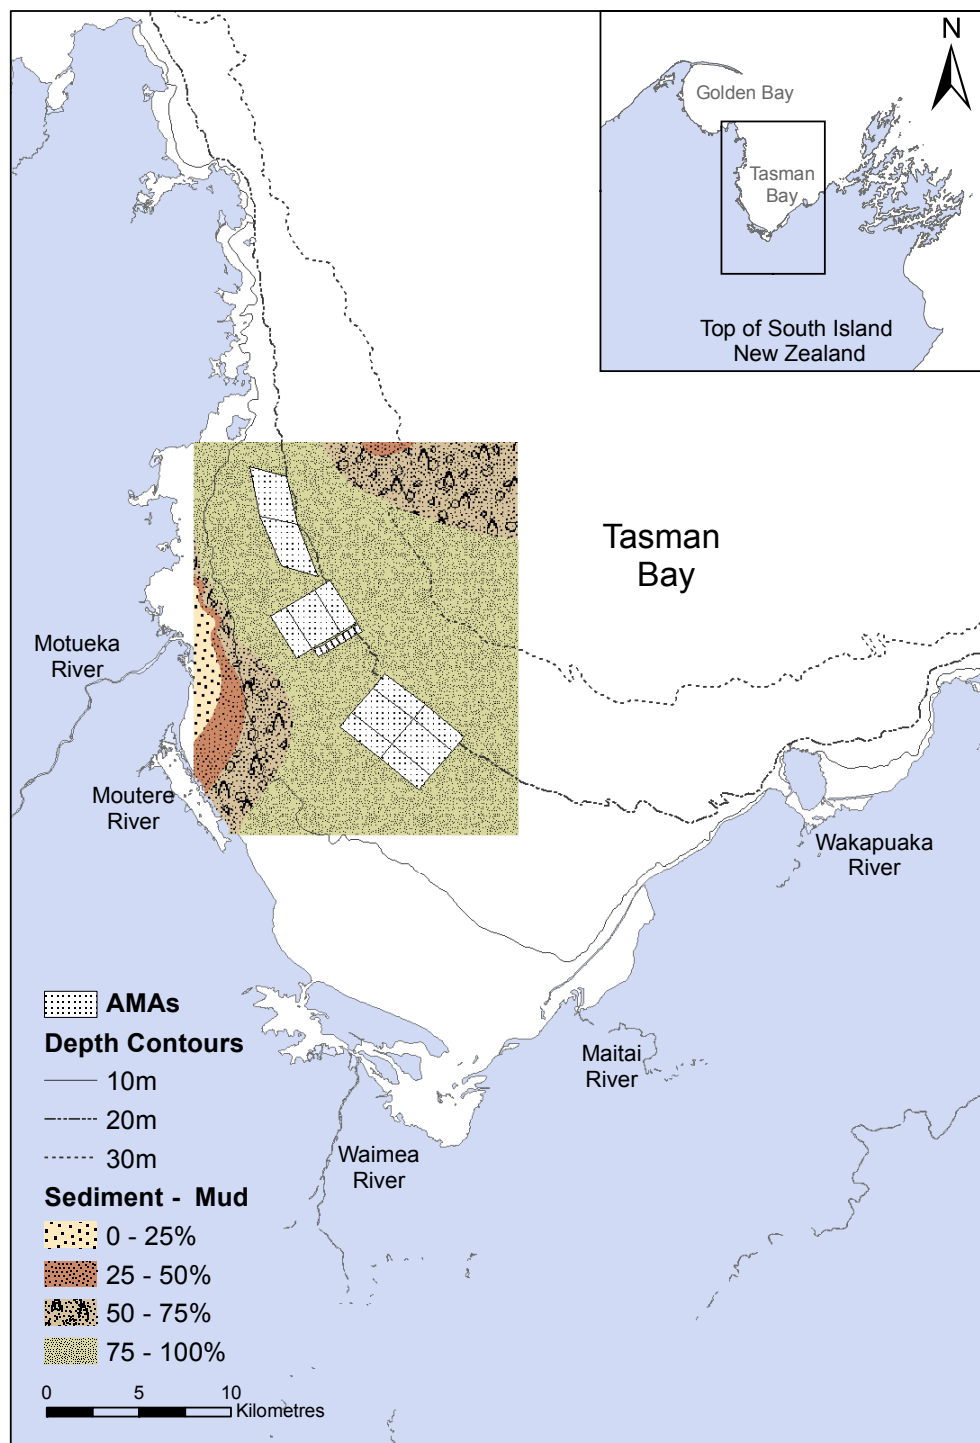 N
Golden Bay
Tasman
Bay
Top of South Island
New Zealand
Tasman
Bay
Motueka
River
Moutere
River
Wakapuaka
River
Maitai
River
Waimea
River
AMAs
Depth Contours
10m
20m
30m
Sediment - Mud
0 - 25%
25 - 50%
50 - 75%
75 - 100%
0 5 10
Kilometres